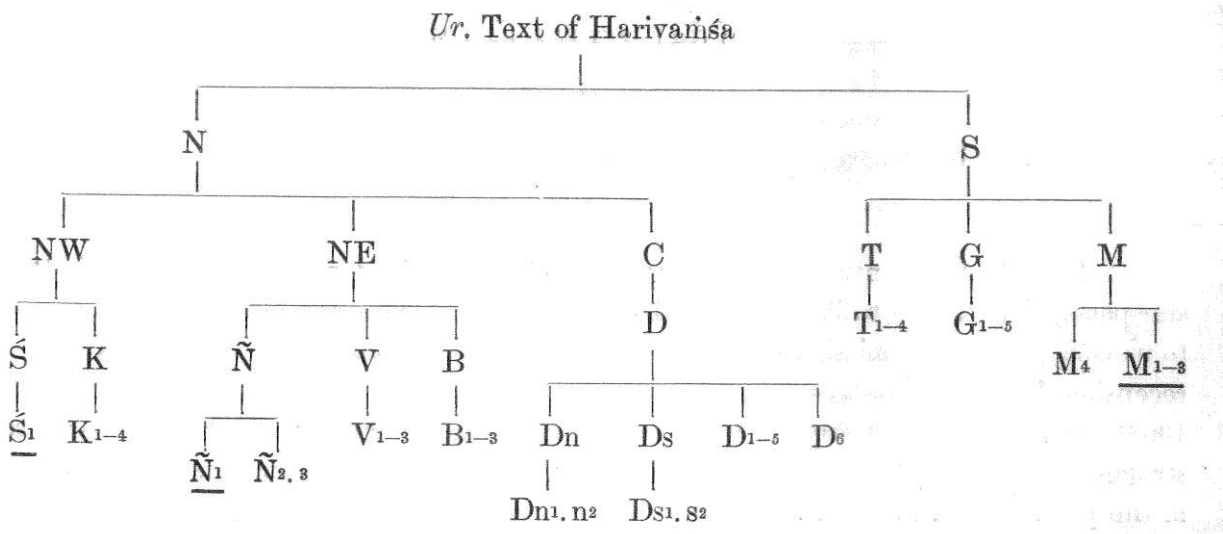 Ur. Text of Harivaṁśa
N S
NW NE C T G M
Ś K Ñ V B D T1–4 G1–5 M4 M1–3
Ś1 K1–4 Ñ1 Ñ2, 3 V1–3 B1–3 Dn Ds D1–5 D6
Dn1. n2 Ds1. s2